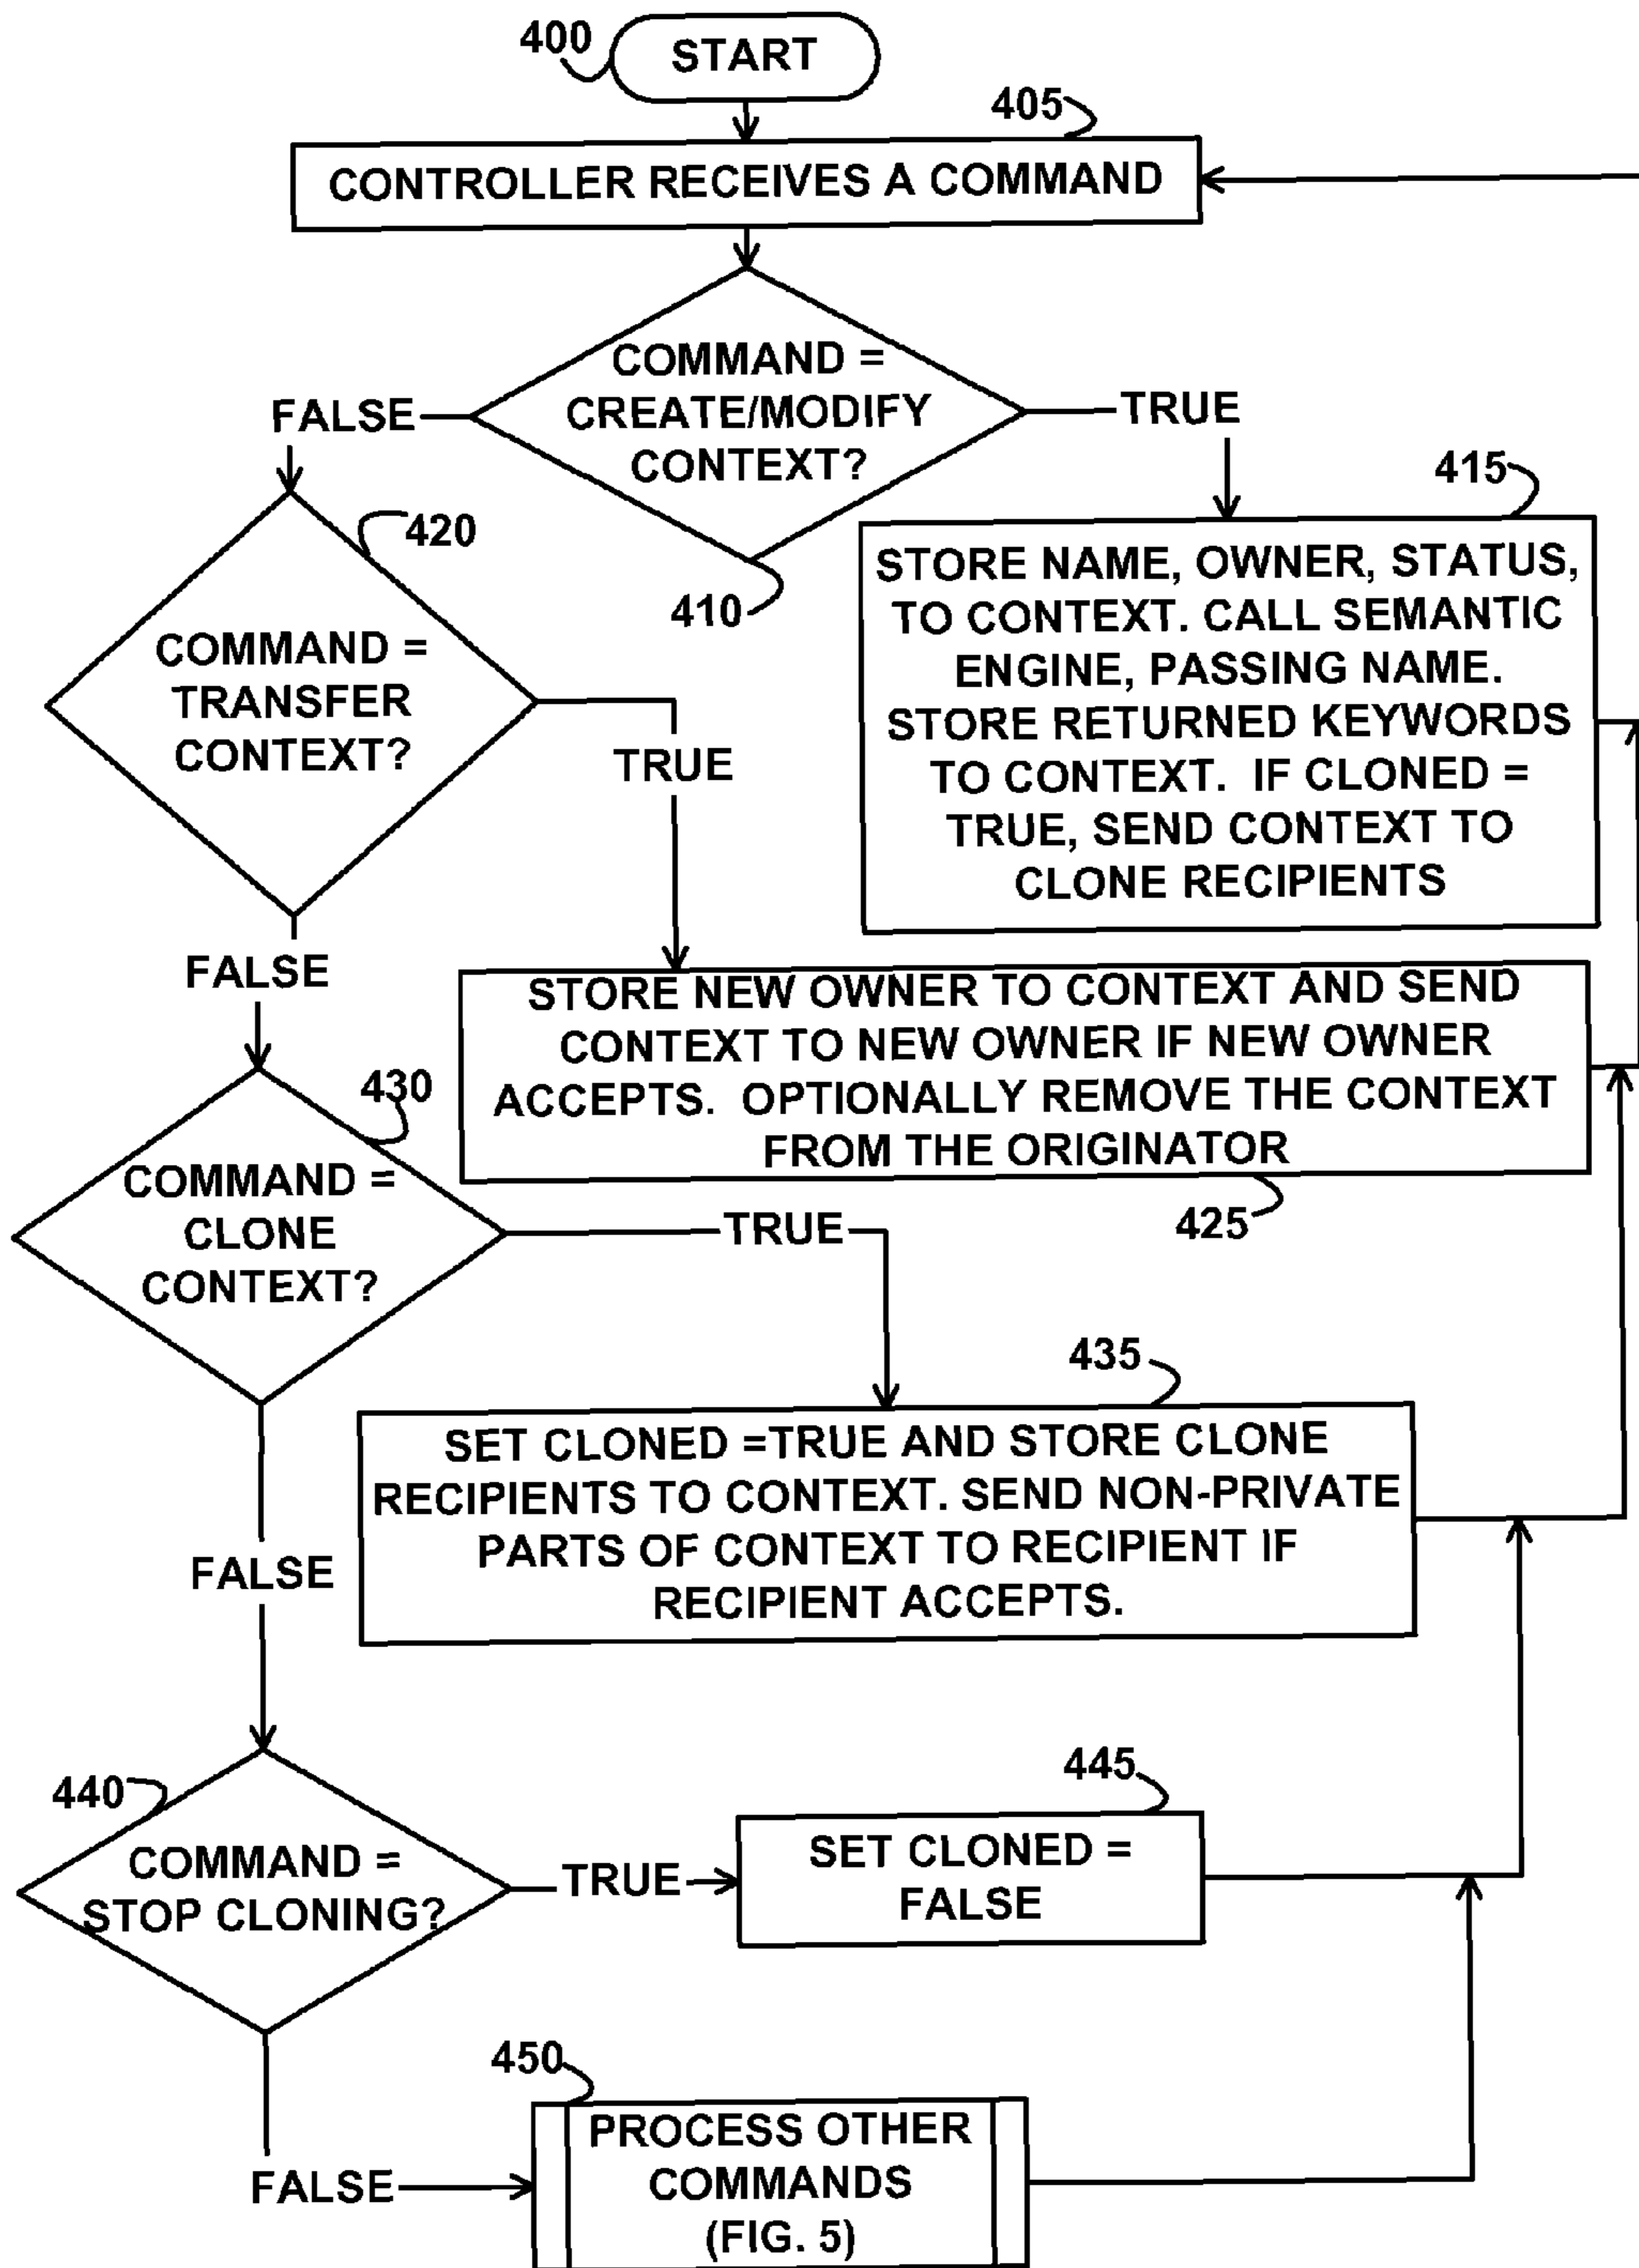 400
START
405
CONTROLLER RECEIVES A COMMAND
COMMAND =
CREATE/MODIFY
CONTEXT?
FALSE
TRUE
410
415
STORE NAME, OWNER, STATUS,
TO CONTEXT. CALL SEMANTIC
ENGINE, PASSING NAME.
STORE RETURNED KEYWORDS
TO CONTEXT.  IF CLONED =
TRUE, SEND CONTEXT TO
CLONE RECIPIENTS
420
COMMAND =
TRANSFER
CONTEXT?
TRUE
FALSE
STORE NEW OWNER TO CONTEXT AND SEND
CONTEXT TO NEW OWNER IF NEW OWNER
ACCEPTS.  OPTIONALLY REMOVE THE CONTEXT
FROM THE ORIGINATOR
425
430
COMMAND =
CLONE
CONTEXT?
TRUE
435
SET CLONED =TRUE AND STORE CLONE
RECIPIENTS TO CONTEXT. SEND NON-PRIVATE
PARTS OF CONTEXT TO RECIPIENT IF
RECIPIENT ACCEPTS.
FALSE
440
COMMAND =
STOP CLONING?
TRUE
445
SET CLONED =
FALSE
FALSE
450
PROCESS OTHER
COMMANDS
(FIG. 5)